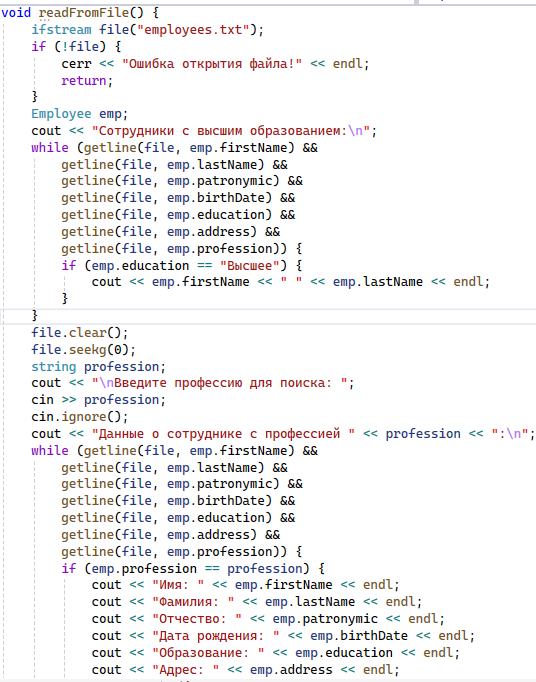 void readFromFile() {
ifstream file("employees.txt");
if (!file) {
cerr << "Ошибка открытия файла!" << endl;
return;
}
Employee emp;
cout << "Сотрудники с высшим образованием:\n";
while (getline(file, emp.firstName) &&
getline(file, emp.lastName) &&
getline(file, emp.patronymic) &&
getline(file, emp.birthDate) &&
getline(file, emp.education) &&
getline(file, emp.address) &&
getline(file, emp.profession)) {
if (emp.education == "Высшее") {
cout << emp.firstName << " " << emp.lastName << endl;
}
}
file.clear();
file.seekg(0);
string profession;
cout << "\nВведите профессию для поиска: ";
cin >> profession;
cin.ignore();
cout << "Данные о сотруднике с профессией " << profession << ":\n";
while (getline(file, emp.firstName) &&
getline(file, emp.lastName) &&
getline(file, emp.patronymic) &&
getline(file, emp.birthDate) &&
getline(file, emp.education) &&
getline(file, emp.address) &&
getline(file, emp.profession)) {
if (emp.profession == profession) {
cout << "Имя: " << emp.firstName << endl;
cout << "Фамилия: " << emp.lastName << endl;
cout << "Отчество: " << emp.patronymic << endl;
cout << "Дата рождения: " << emp.birthDate << endl;
cout << "Образование: " << emp.education << endl;
cout << "Адрес: " << emp.address << endl;